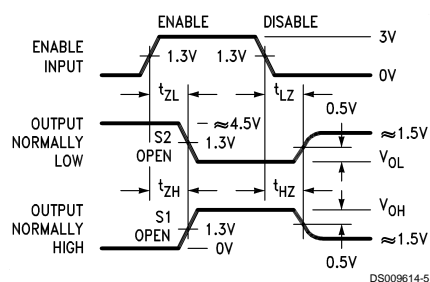 ENABLE DISABLE
3V
ENABLE
INPUT
1.3V 1.3V
0V
tZL tLZ
0.5V
OUTPUT
NORMALLY
LOW
≈4.5V
S2
OPEN
1.3V
≈1.5V
VOL
tZH tHZ
OUTPUT
NORMALLY
HIGH
S1
OPEN
1.3V
0V
VOH
≈1.5V
0.5V
DS009614-5